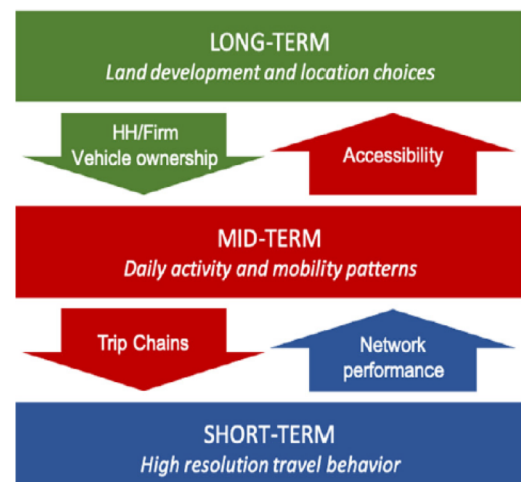 LONG-TERM
Land development and location choices
HH/Firm
Vehicle ownership
Accessibility
MID-TERM
Daily activity and mobility patterns
Trip Chains
Network
performance
SHORT-TERM
High resolution travel behavior